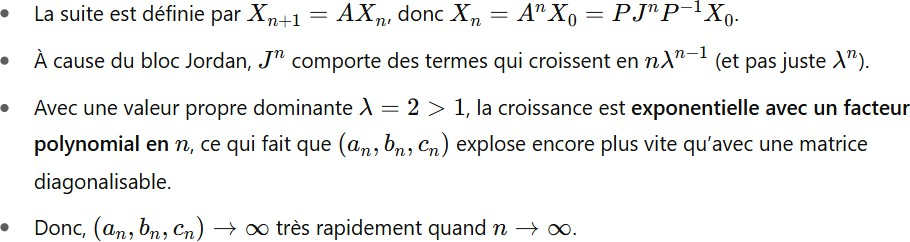 • La suite est définie par $X_{n+1} = AX_n$, donc $X_n = A^n X_0 = PJ^nP^{-1}X_0$.
• À cause du bloc Jordan, $J^n$ comporte des termes qui croissent en $n\lambda^{n-1}$ (et pas juste $\lambda^n$).
• Avec une valeur propre dominante $\lambda = 2 > 1$, la croissance est exponentielle avec un facteur
polynomial en $n$, ce qui fait que $(a_n, b_n, c_n)$ explose encore plus vite qu’avec une matrice
diagonalisable.
• Donc, $(a_n, b_n, c_n) \to \infty$ très rapidement quand $n \to \infty$.